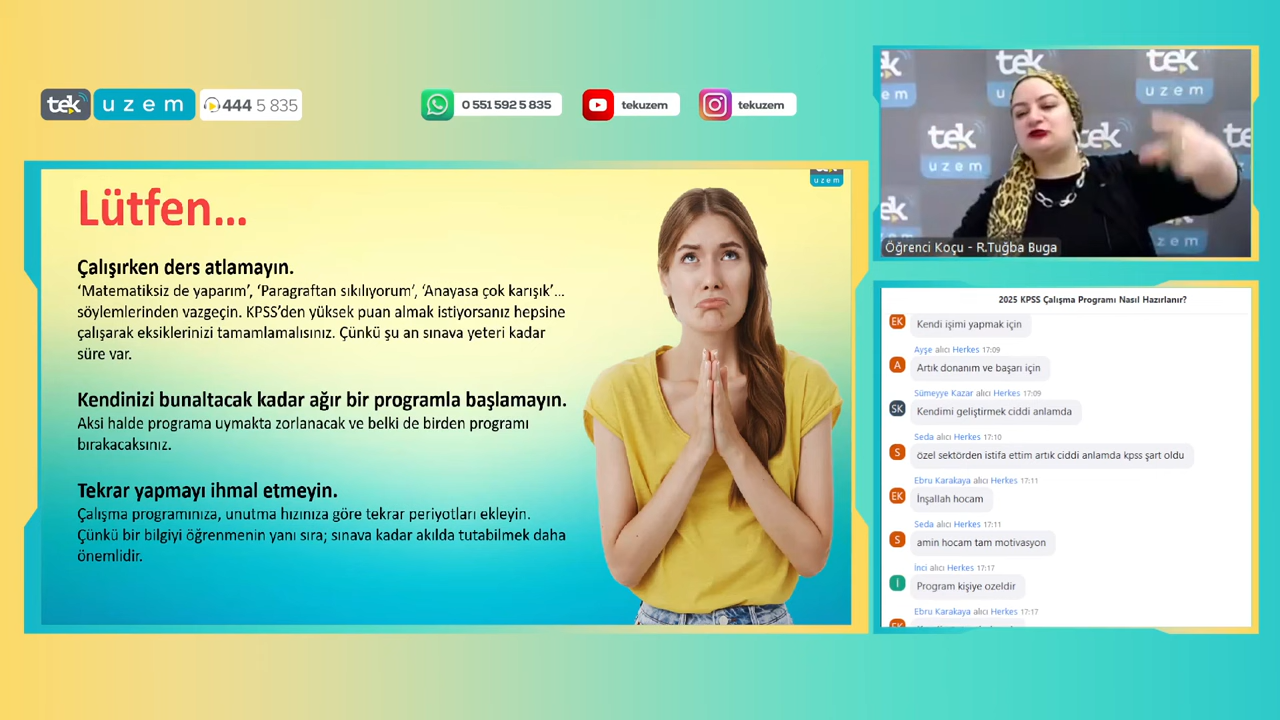 tek uzem 444 5 835
0 551 592 5 835
tekuzem
tekuzem
uzem
Lütfen...
Çalışırken ders atlamayın.
‘Matematiksiz de yaparım’, ‘Paragraftan sıkılıyorum’, ‘Anayasa çok karışık’...
söylemlerinden vazgeçin. KPSS’den yüksek puan almak istiyorsanız hepsine
çalışarak eksiklerinizi tamamlamalısınız. Çünkü şu an sınava yeteri kadar
süre var.
Kendinizi bunaltacak kadar ağır bir programla başlamayın.
Aksi halde programa uymakta zorlanacak ve belki de birden programı
bırakacaksınız.
Tekrar yapmayı ihmal etmeyin.
Çalışma programınıza, unutma hızınıza göre tekrar periyotları ekleyin.
Çünkü bir bilgiyi öğrenmenin yanı sıra; sınava kadar akılda tutabilmek daha
önemlidir.
tek
uzem
tek
uzem
tek
Öğrenci Koçu - R.Tuğba Buga
2025 KPSS Çalışma Programı Nasıl Hazırlanır?
EK
Kendi işimi yapmak için
Ayşe alıcı Herkes 17:09
A
Artık donanım ve başarı için
Sümeyye Kazar alıcı Herkes 17:09
SK
Kendimi geliştirmek ciddi anlamda
Seda alıcı Herkes 17:10
S
özel sektörden istifa ettim artık ciddi anlamda kpss şart oldu
Ebru Karakaya alıcı Herkes 17:11
EK
İnşallah hocam
Seda alıcı Herkes 17:11
S
amin hocam tam motivasyon
İnci alıcı Herkes 17:17
I
Program kişiye ozeldir
Ebru Karakaya alıcı Herkes 17:17
EK